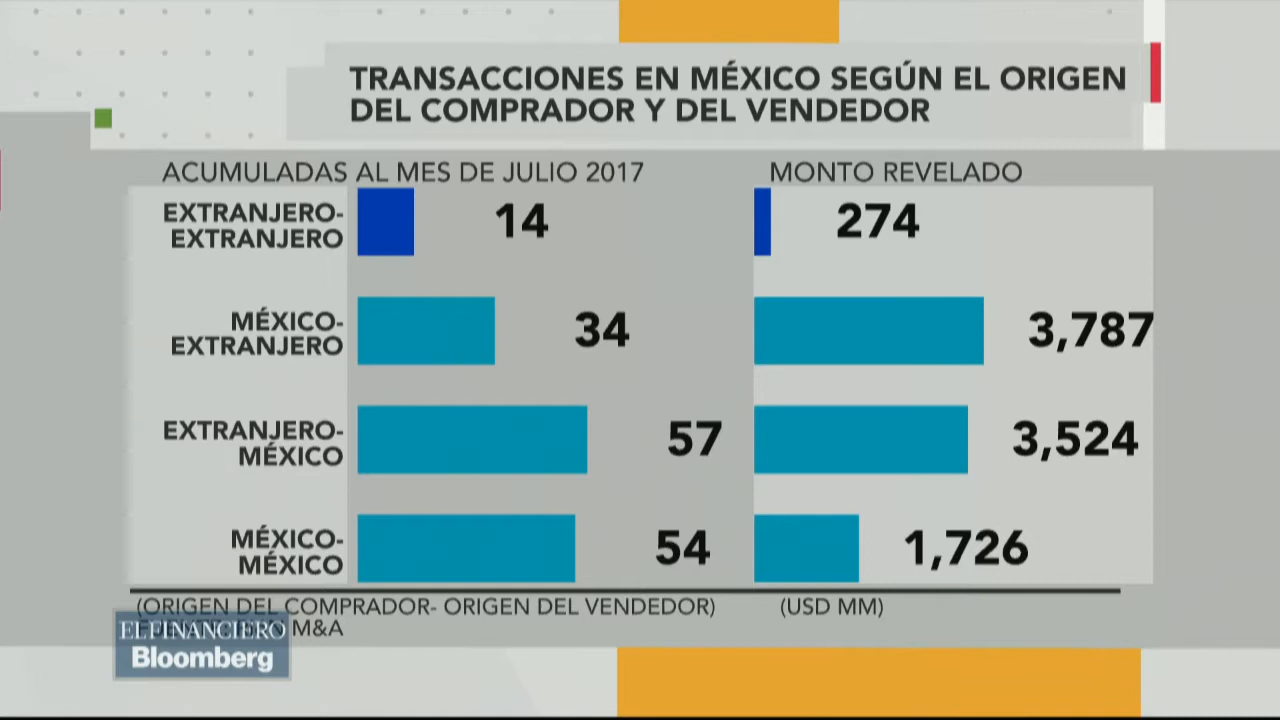 TRANSACCIONES EN MÉXICO SEGÚN EL ORIGEN
DEL COMPRADOR Y DEL VENDEDOR
ACUMULADAS AL MES DE JULIO 2017
MONTO REVELADO
EXTRANJERO-
EXTRANJERO
14
274
MÉXICO-
EXTRANJERO
34
3,787
EXTRANJERO-
MÉXICO
57
3,524
MÉXICO-
MÉXICO
54
1,726
(ORIGEN DEL COMPRADOR- ORIGEN DEL VENDEDOR)
(USD MM)
M&A
EL FINANCIERO
Bloomberg